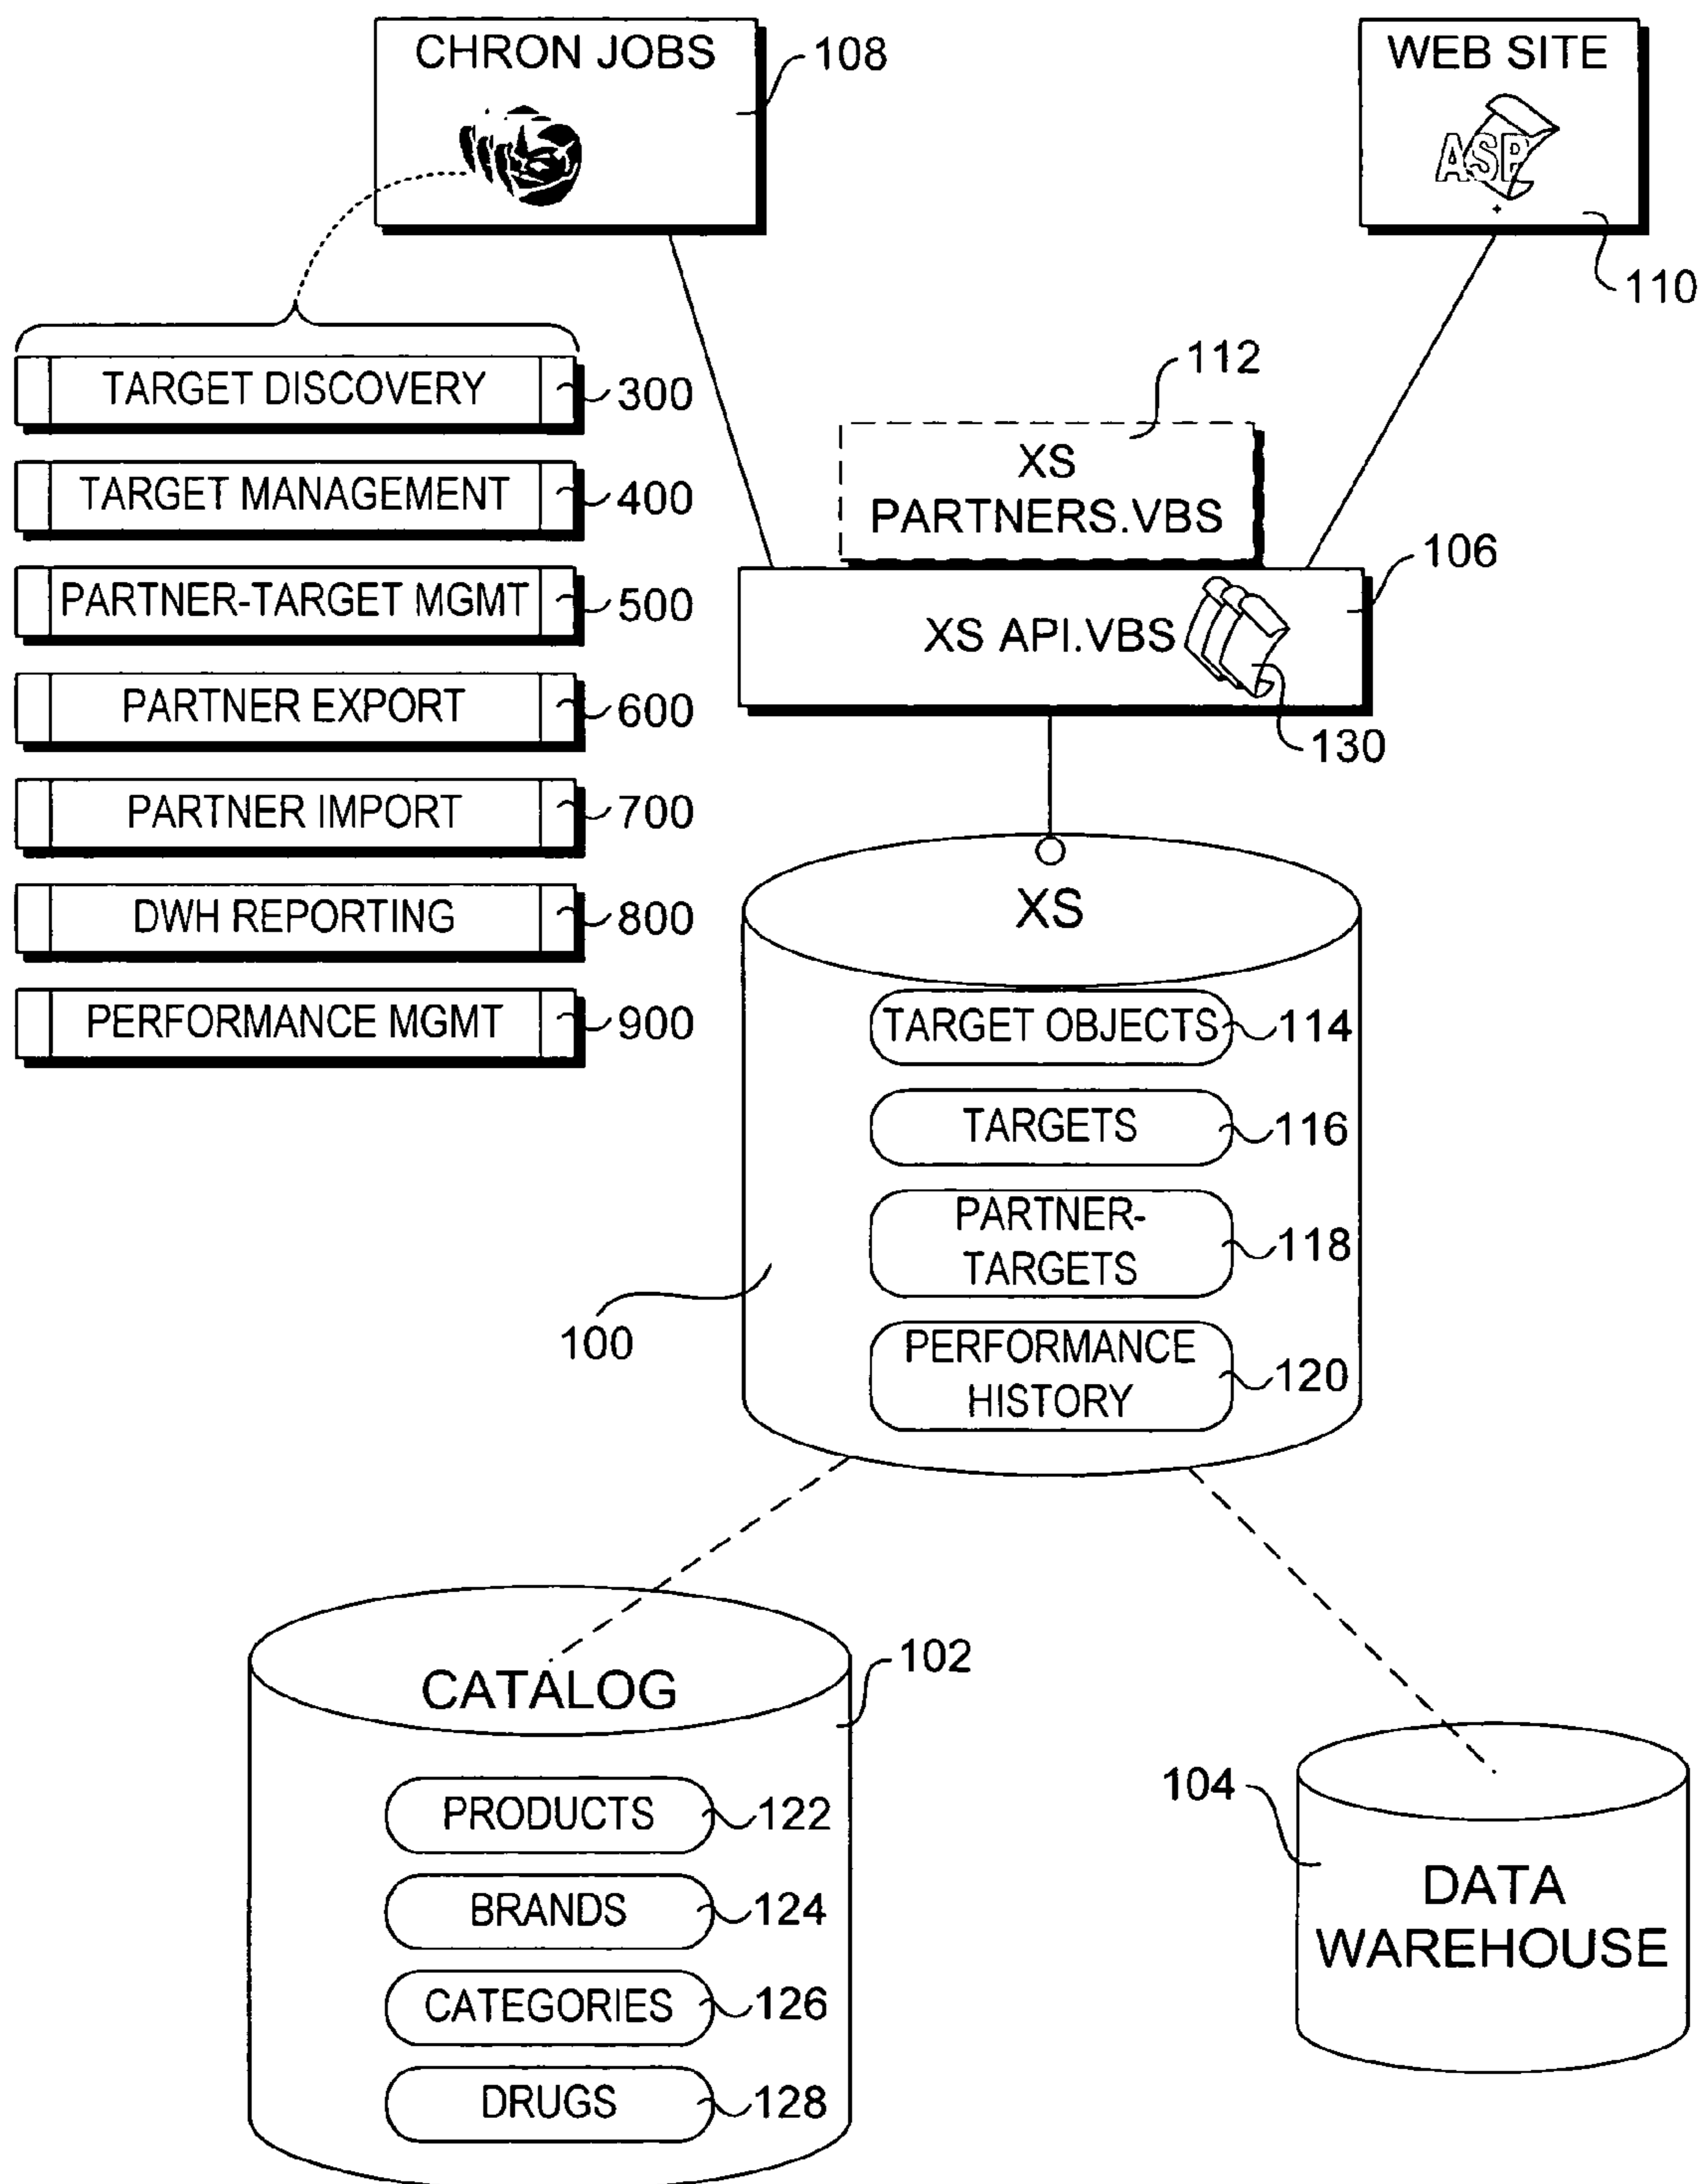 CHRON JOBS
108
WEB SITE
ASP
110
TARGET DISCOVERY
300
TARGET MANAGEMENT
400
PARTNER-TARGET MGMT
500
PARTNER EXPORT
600
PARTNER IMPORT
700
DWH REPORTING
800
PERFORMANCE MGMT
900
112
XS
PARTNERS.VBS
106
XS API.VBS
130
XS
TARGET OBJECTS
114
TARGETS
116
PARTNER-
TARGETS
118
100
PERFORMANCE
HISTORY
120
CATALOG
102
PRODUCTS
122
BRANDS
124
CATEGORIES
126
DRUGS
128
104
DATA
WAREHOUSE